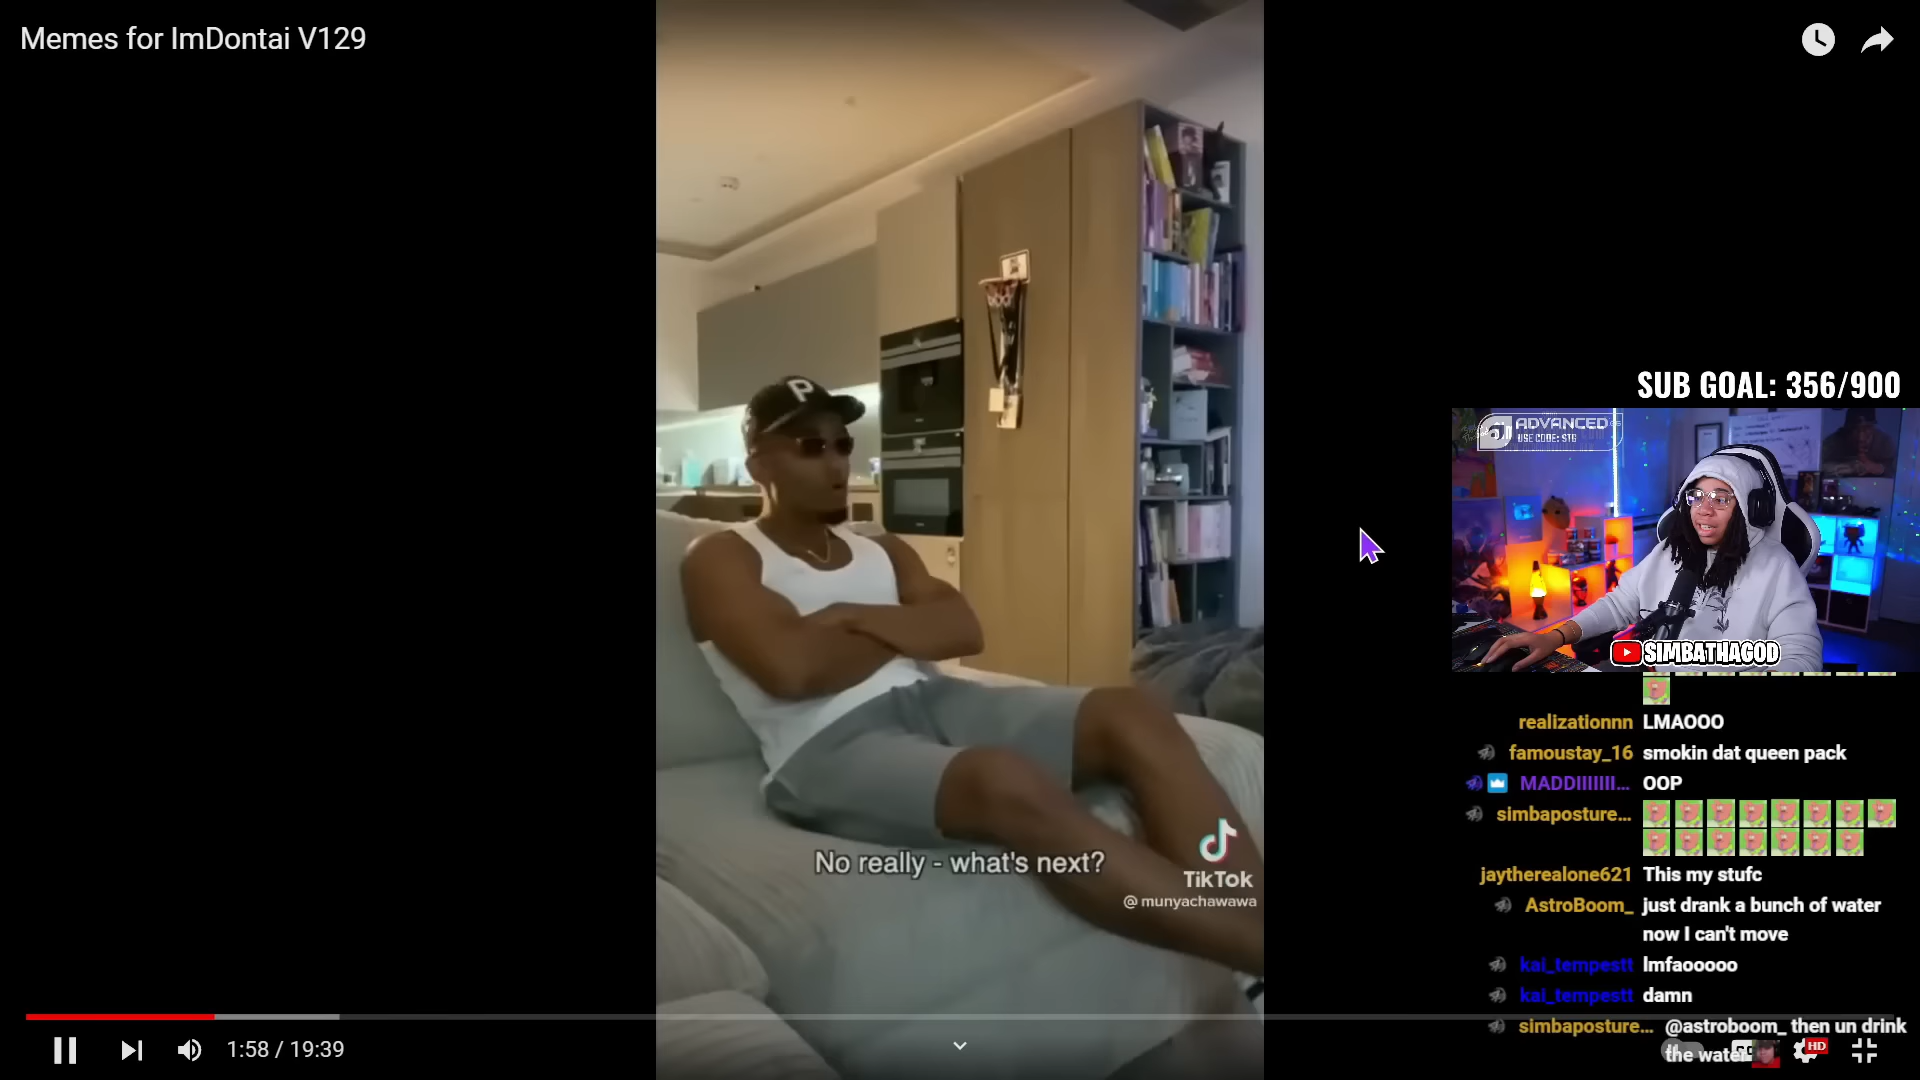 Memes for ImDontai V129
P
SUB GOAL: 356/900
ADVANCED
USE CODE: STG
SIMBATHAGOD
No really - what's next?
TikTok
@munyachawawa
realizationnn LMAOOO
famoustay_16 smokin dat queen pack
MADDIIIIIII... OOP
simbaposture...
jaytherealone621 This my stufc
AstroBoom_ just drank a bunch of water
now I can't move
kai_tempestt lmfaooooo
kai_tempestt damn
simbaposture... @astroboom_ then un drink
the water
1:58 / 19:39
HD